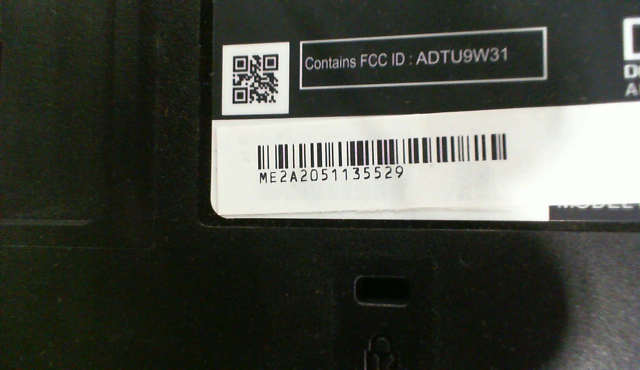 Contains FCC ID : ADTU9W31
ME2A2051135529